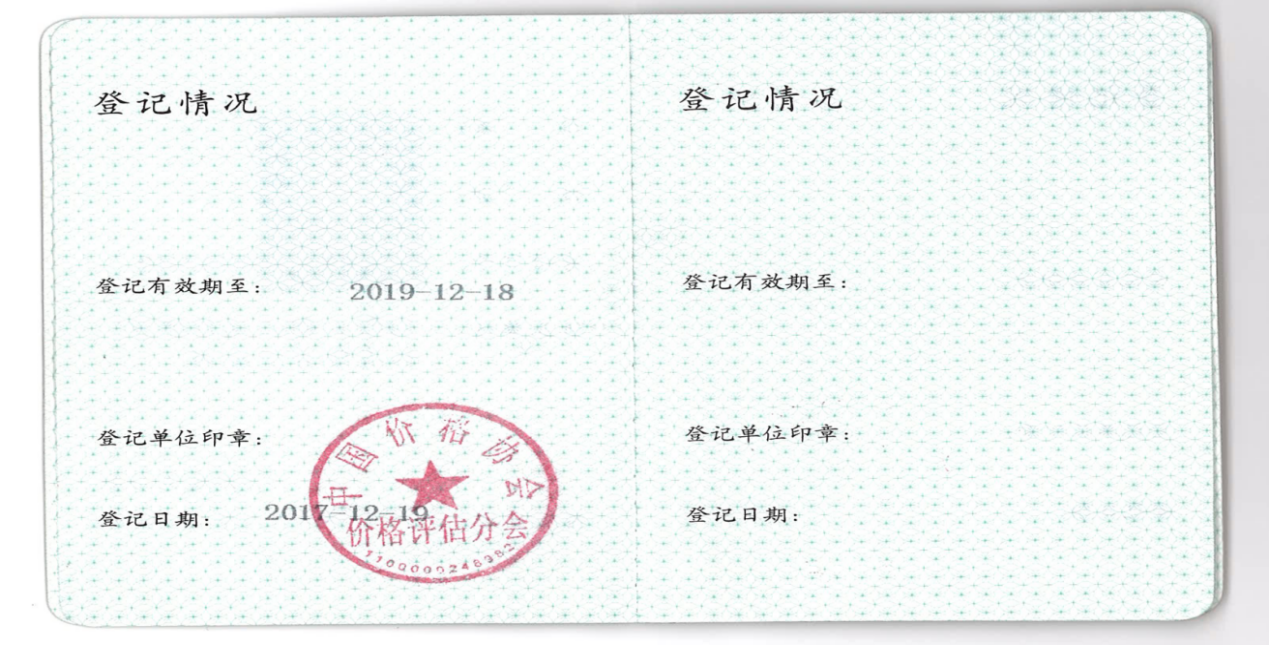 登记情况
登记有效期至: 2019-12-18
登记单位印章:
中国价格协会
价格评估分会
登记日期: 2017-12-19
登记情况
登记有效期至:
登记单位印章:
登记日期: